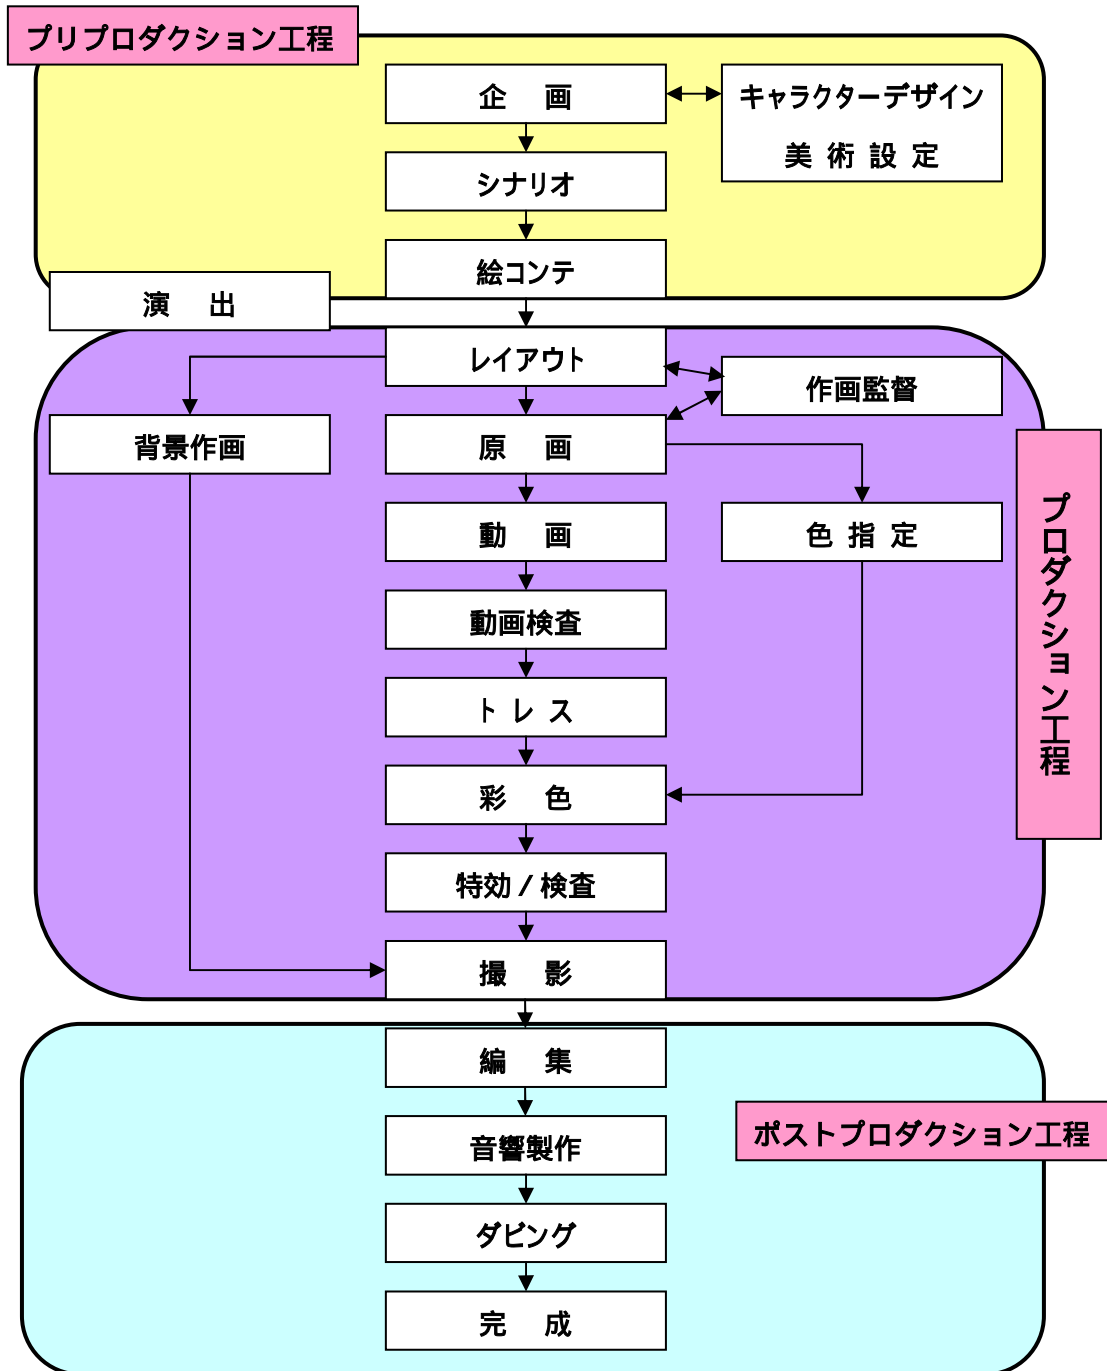 プリプロダクション工程
企　画
キャラクターデザイン
美 術 設 定
シナリオ
絵コンテ
演　出
レイアウト
作画監督
背景作画
原　画
動　画
色 指 定
プロダクション工程
動画検査
トレス
彩　色
特効/検査
撮　影
編　集
ポストプロダクション工程
音響製作
ダビング
完　成